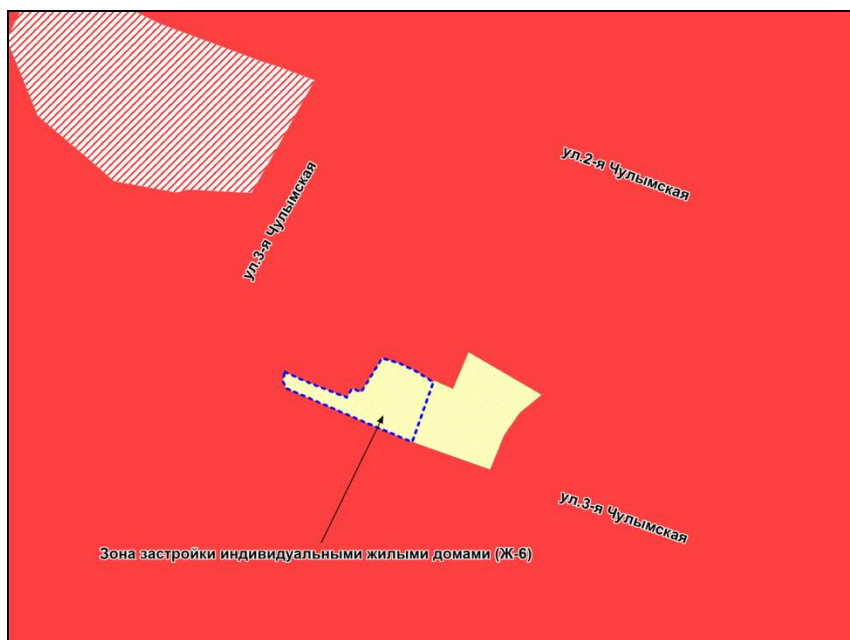 ул.2-я Чулымская
ул.3-я Чулымская
ул.3-я Чулымская
Зона застройки индивидуальными жилыми домами (Ж-6)